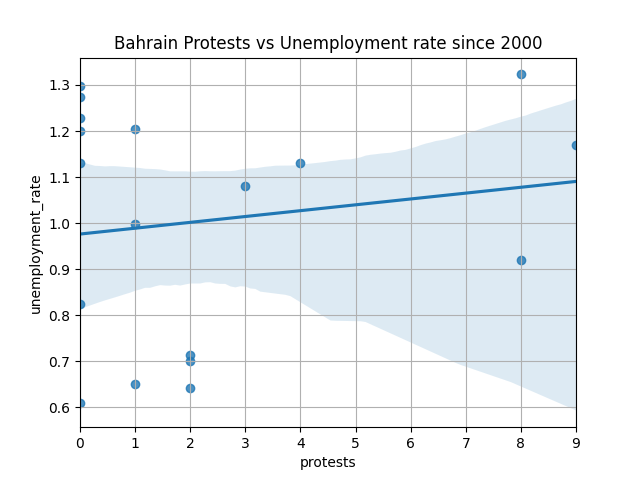 Bahrain Protests vs Unemployment rate since 2000
unemployment_rate
1.3
1.2
1.1
1.0
0.9
0.8
0.7
0.6
0 1 2 3 4 5 6 7 8 9
protests